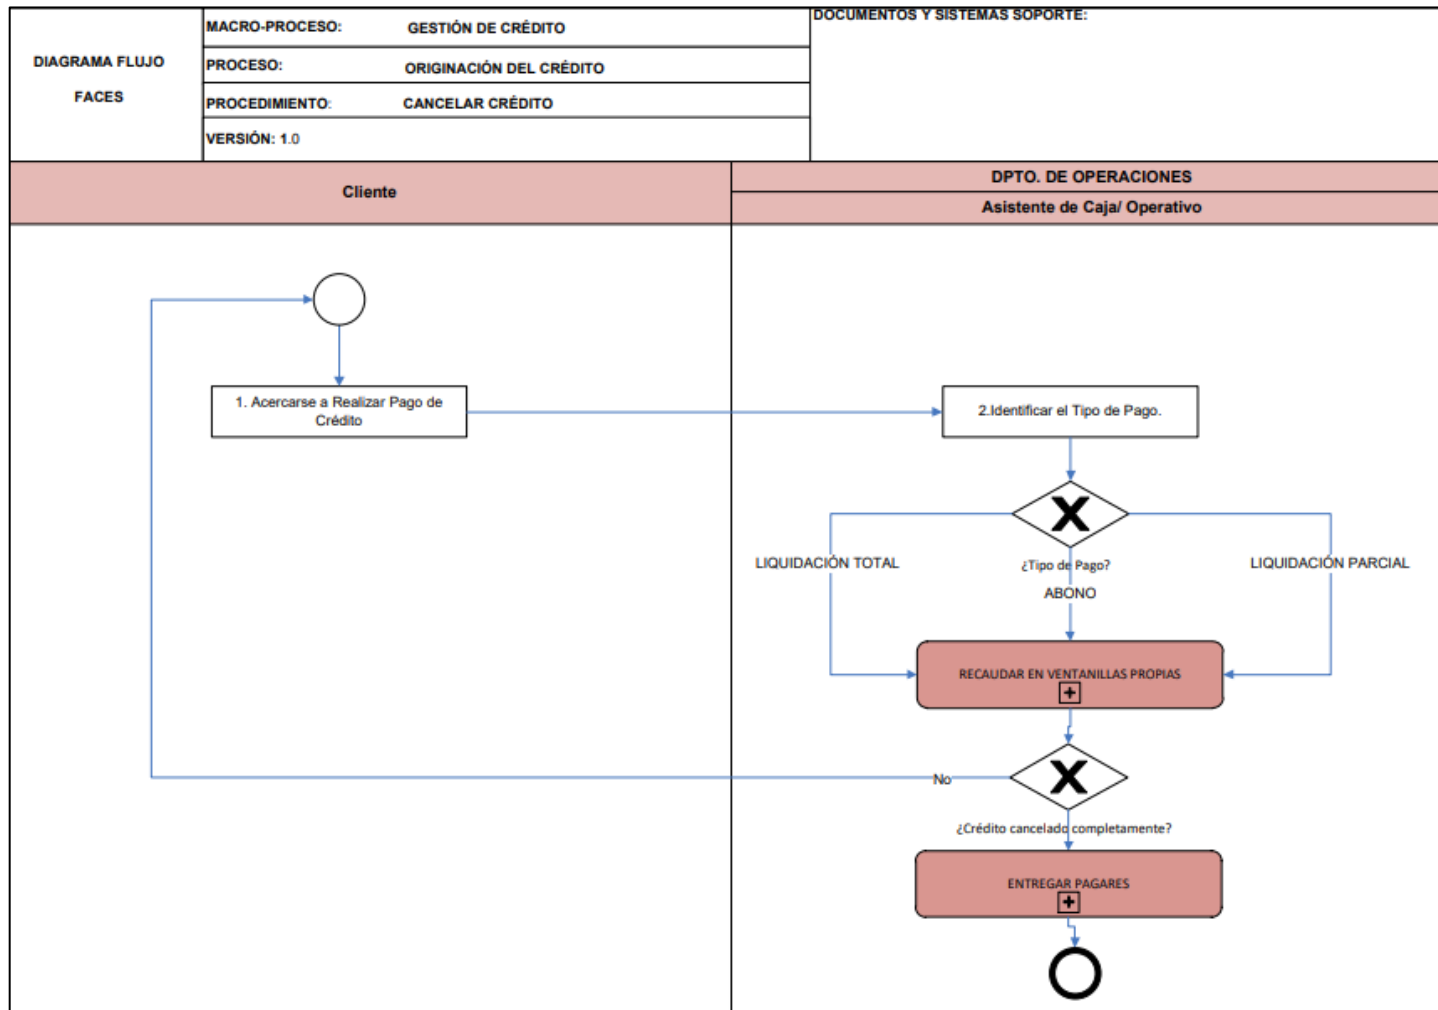 DIAGRAMA FLUJO
FACES
MACRO-PROCESO: GESTIÓN DE CRÉDITO
PROCESO: ORIGINACIÓN DEL CRÉDITO
PROCEDIMIENTO: CANCELAR CRÉDITO
VERSIÓN: 1.0
DOCUMENTOS Y SISTEMAS SOPORTE:
Cliente
DPTO. DE OPERACIONES
Asistente de Caja/ Operativo
1. Acercarse a Realizar Pago de
Crédito
2.Identificar el Tipo de Pago.
X
LIQUIDACIÓN TOTAL
¿Tipo de Pago?
LIQUIDACIÓN PARCIAL
ABONO
RECAUDAR EN VENTANILLAS PROPIAS
+
X
No
¿Crédito cancelado completamente?
ENTREGAR PAGARES
+